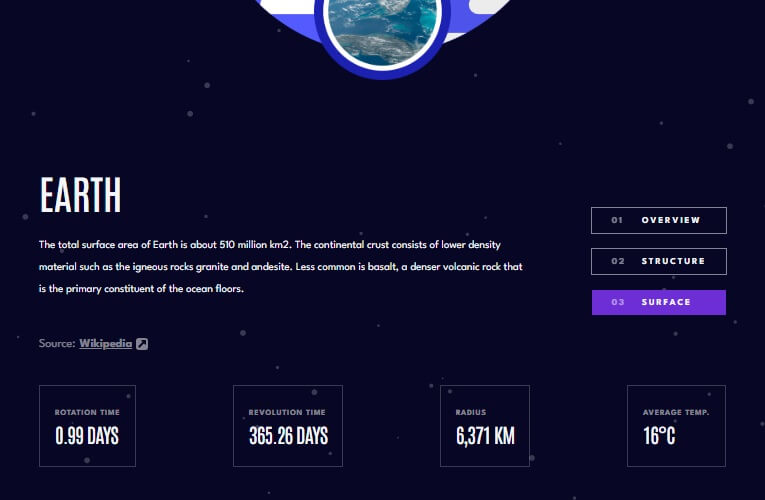 EARTH
The total surface area of Earth is about 510 million km2. The continental crust consists of lower density
material such as the igneous rocks granite and andesite. Less common is basalt, a denser volcanic rock that
is the primary constituent of the ocean floors.
Source: Wikipedia
01 OVERVIEW
02 STRUCTURE
03 SURFACE
ROTATION TIME
0.99 DAYS
REVOLUTION TIME
365.26 DAYS
RADIUS
6,371 KM
AVERAGE TEMP.
16°C